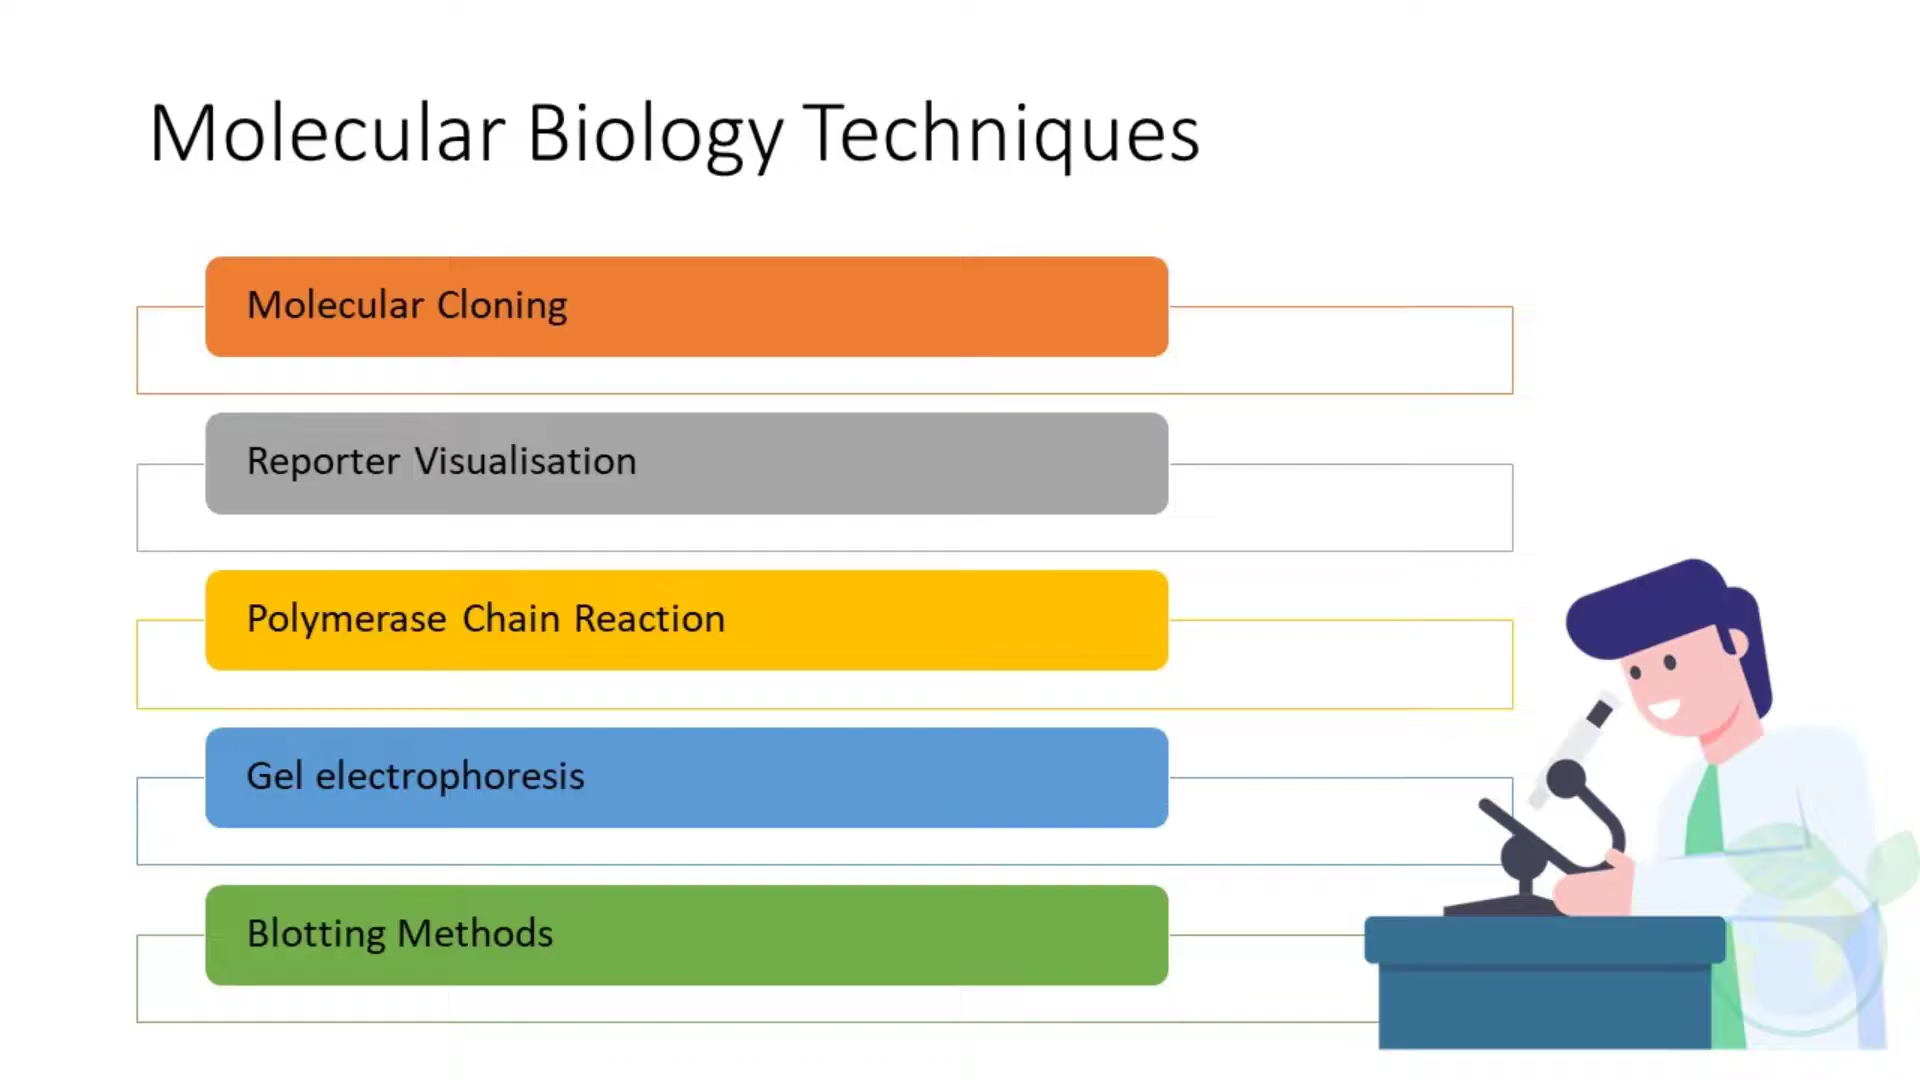 Molecular Biology Techniques
Molecular Cloning
Reporter Visualisation
Polymerase Chain Reaction
Gel electrophoresis
Blotting Methods